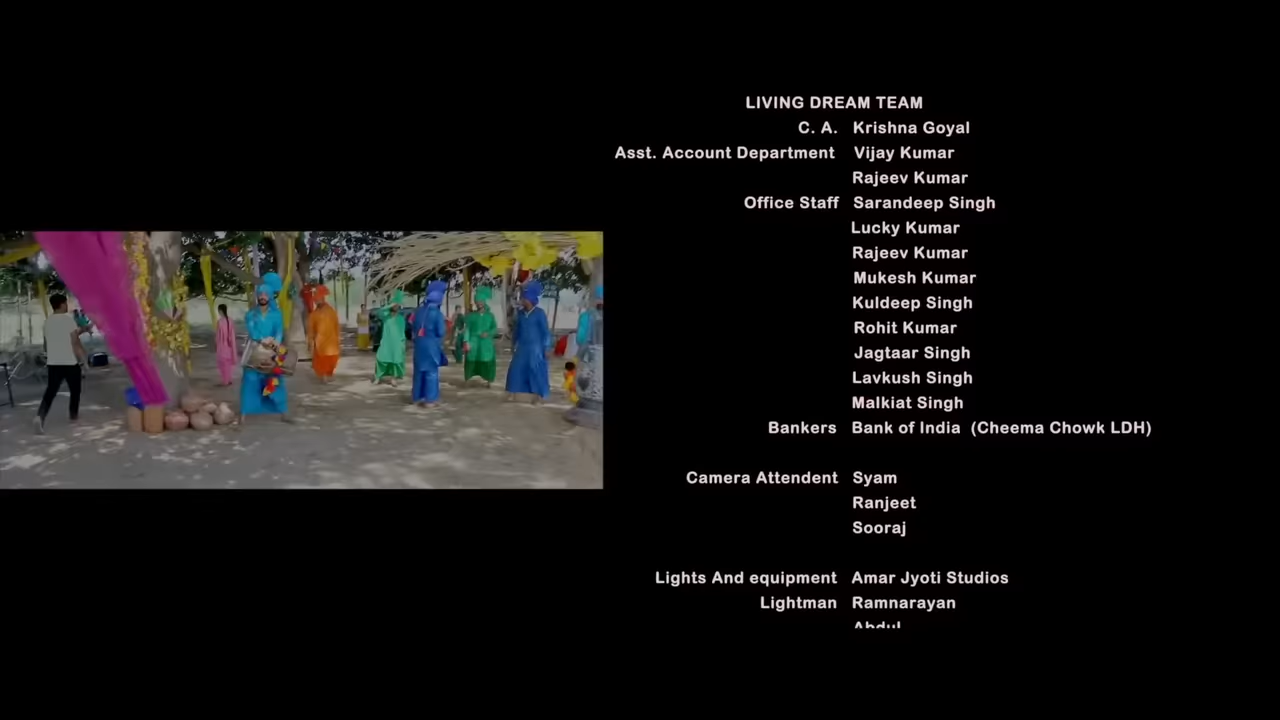 LIVING DREAM TEAM
C. A. Krishna Goyal
Asst. Account Department Vijay Kumar
Rajeev Kumar
Office Staff Sarandeep Singh
Lucky Kumar
Rajeev Kumar
Mukesh Kumar
Kuldeep Singh
Rohit Kumar
Jagtaar Singh
Lavkush Singh
Malkiat Singh
Bankers Bank of India (Cheema Chowk LDH)
Camera Attendent Syam
Ranjeet
Sooraj
Lights And equipment Amar Jyoti Studios
Lightman Ramnarayan
Abdul